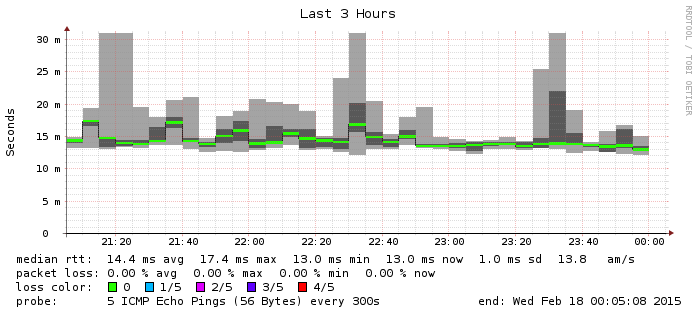 Last 3 Hours
RRDTOOL / TOBI OETIKER
Seconds
30 m
25 m
20 m
15 m
10 m
5 m
0
21:20 21:40 22:00 22:20 22:40 23:00 23:20 23:40 00:00
median rtt: 14.4 ms avg 17.4 ms max 13.0 ms min 13.0 ms now 1.0 ms sd 13.8 am/s
packet loss: 0.00 % avg 0.00 % max 0.00 % min 0.00 % now
loss color: 0 1/5 2/5 3/5 4/5
probe: 5 ICMP Echo Pings (56 Bytes) every 300s end: Wed Feb 18 00:05:08 2015